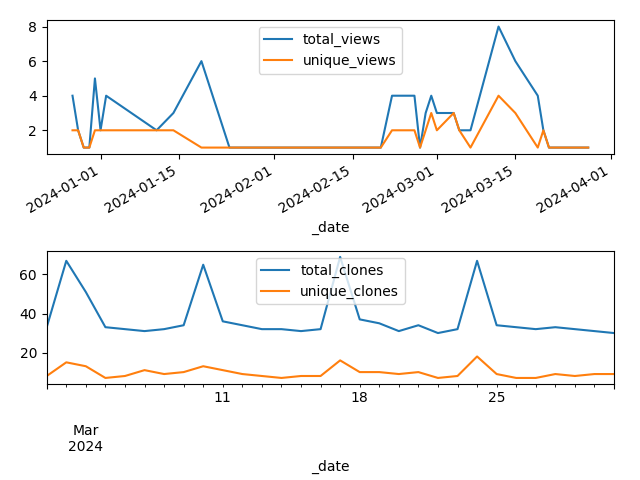 8
6
4
2
total_views
unique_views
2024-01-01
2024-01-15
2024-02-01
2024-02-15
2024-03-01
2024-03-15
2024-04-01
_date
60
40
20
total_clones
unique_clones
11
18
25
Mar
2024
_date